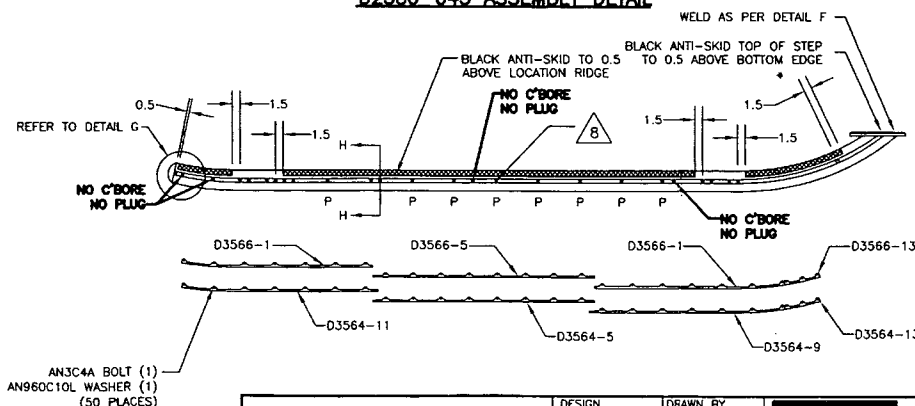 WELD AS PER DETAIL F
BLACK ANTI-SKID TO 0.5
ABOVE LOCATION RIDGE
BLACK ANTI-SKID TOP OF STEP
TO 0.5 ABOVE BOTTOM EDGE
NO C'BORE
NO PLUG
0.5
1.5
1.5
8
1.5
1.5
1.5
REFER TO DETAIL G
H
H
NO C'BORE
NO PLUG
P
P
P
P
P
P
P
P
NO C'BORE
NO PLUG
D3566-1
D3566-5
D3566-1
D3566-13
D3564-11
D3564-5
D3564-9
D3564-13
AN3C4A BOLT (1)
AN960C10L WASHER (1)
(50 PLACES)
DESIGN
DRAWN BY